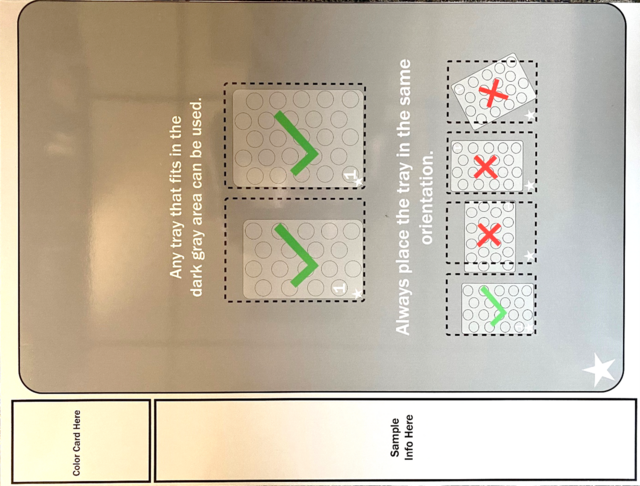 Any tray that fits in the
dark gray area can be used.
1
1
Always place the tray in the same
orientation.
Color Card Here
Sample
Info Here